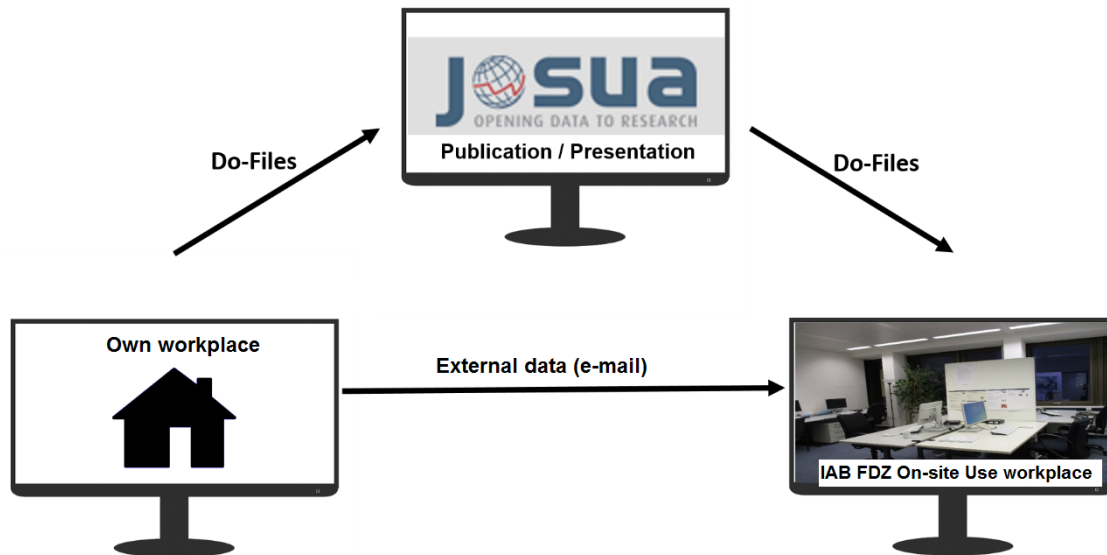 JOSUA
OPENING DATA TO RESEARCH
Publication / Presentation
Do-Files
Do-Files
Own workplace
External data (e-mail)
IAB FDZ On-site Use workplace